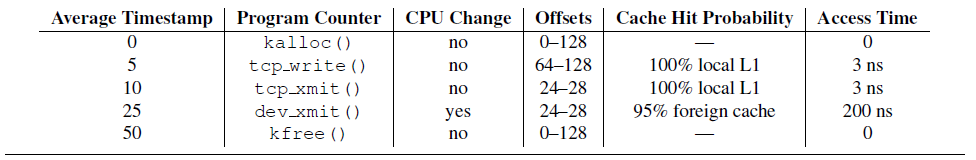 Average Timestamp Program Counter CPU Change Offsets Cache Hit Probability Access Time
0 kalloc() no 0–128 — 0
5 tcp_write() no 64–128 100% local L1 3 ns
10 tcp_xmit() no 24–28 100% local L1 3 ns
25 dev_xmit() yes 24–28 95% foreign cache 200 ns
50 kfree() no 0–128 — 0